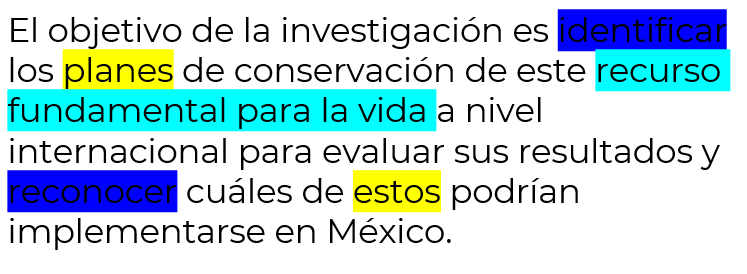 El objetivo de la investigación es identificar
los planes de conservación de este recurso
fundamental para la vida a nivel
internacional para evaluar sus resultados y
reconocer cuáles de estos podrían
implementarse en México.